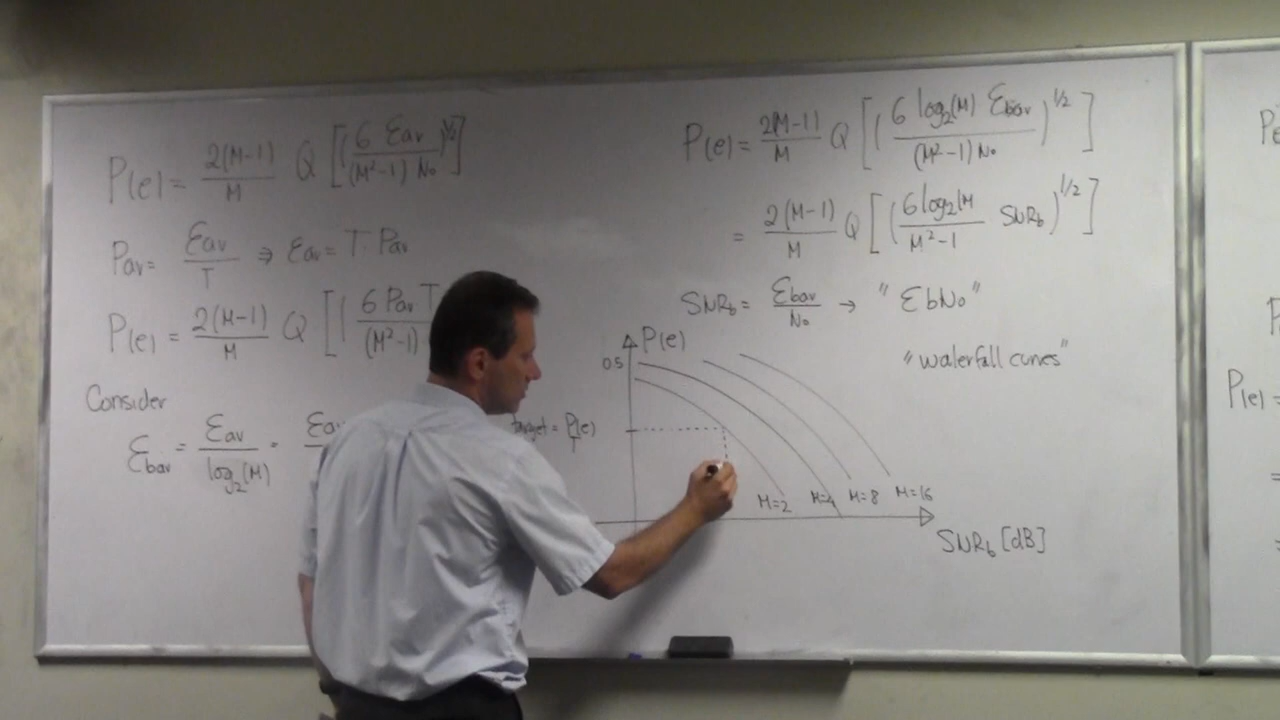 P(e) = 2(M-1)/M Q [(6 Eav/(M²-1) No)^1/2]
Pav = Eav/T ⇒ Eav = T · Pav
P(e) = 2(M-1)/M Q [(6 Pav T/(M²-1)
Consider
Ebav = Eav/log₂(M) = Eav
P(e) = 2(M-1)/M Q [(6 log₂(M) Ebav/(M²-1) No)^1/2]
= 2(M-1)/M Q [(6 log₂M/M²-1 SNRb)^1/2]
SNRb = Ebav/No → "EbNo"
"waterfall curves"
P(e)
0.5
target = P(e)
M=2 M=4 M=8 M=16
SNRb [dB]
P(e) =